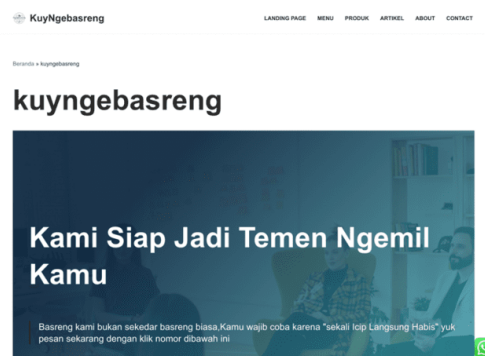 KuyNgebasreng
LANDING PAGE MENU PRODUK ARTIKEL ABOUT CONTACT
Beranda » kuyngebasreng
kuyngebasreng
Kami Siap Jadi Temen Ngemil
Kamu
Basreng kami bukan sekedar basreng biasa,Kamu wajib coba karena "sekali Icip Langsung Habis" yuk
pesan sekarang dengan klik nomor dibawah ini